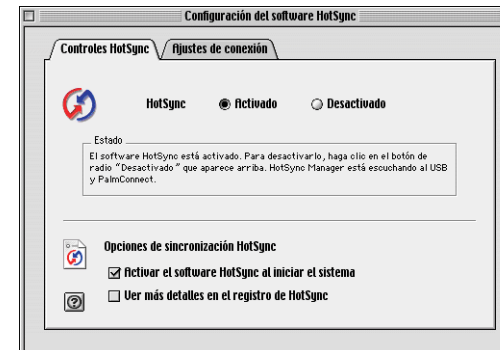 Configuración del software HotSync
Controles HotSync
Ajustes de conexión
HotSync
Activado
Desactivado
Estado
El software HotSync está activado. Para desactivarlo, haga clic en el botón de
radio "Desactivado" que aparece arriba. HotSync Manager está escuchando al USB
y PalmConnect.
Opciones de sincronización HotSync
Activar el software HotSync al iniciar el sistema
Ver más detalles en el registro de HotSync